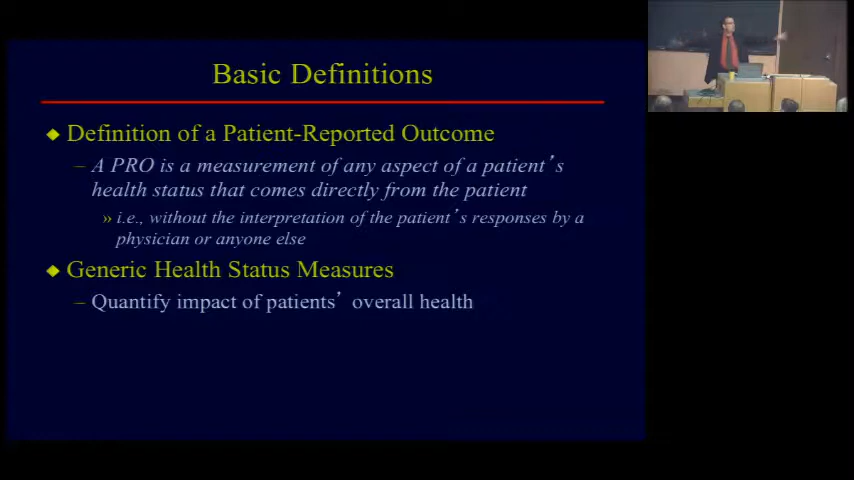 Basic Definitions
◆ Definition of a Patient-Reported Outcome
– A PRO is a measurement of any aspect of a patient's
health status that comes directly from the patient
» i.e., without the interpretation of the patient's responses by a
physician or anyone else
◆ Generic Health Status Measures
– Quantify impact of patients' overall health